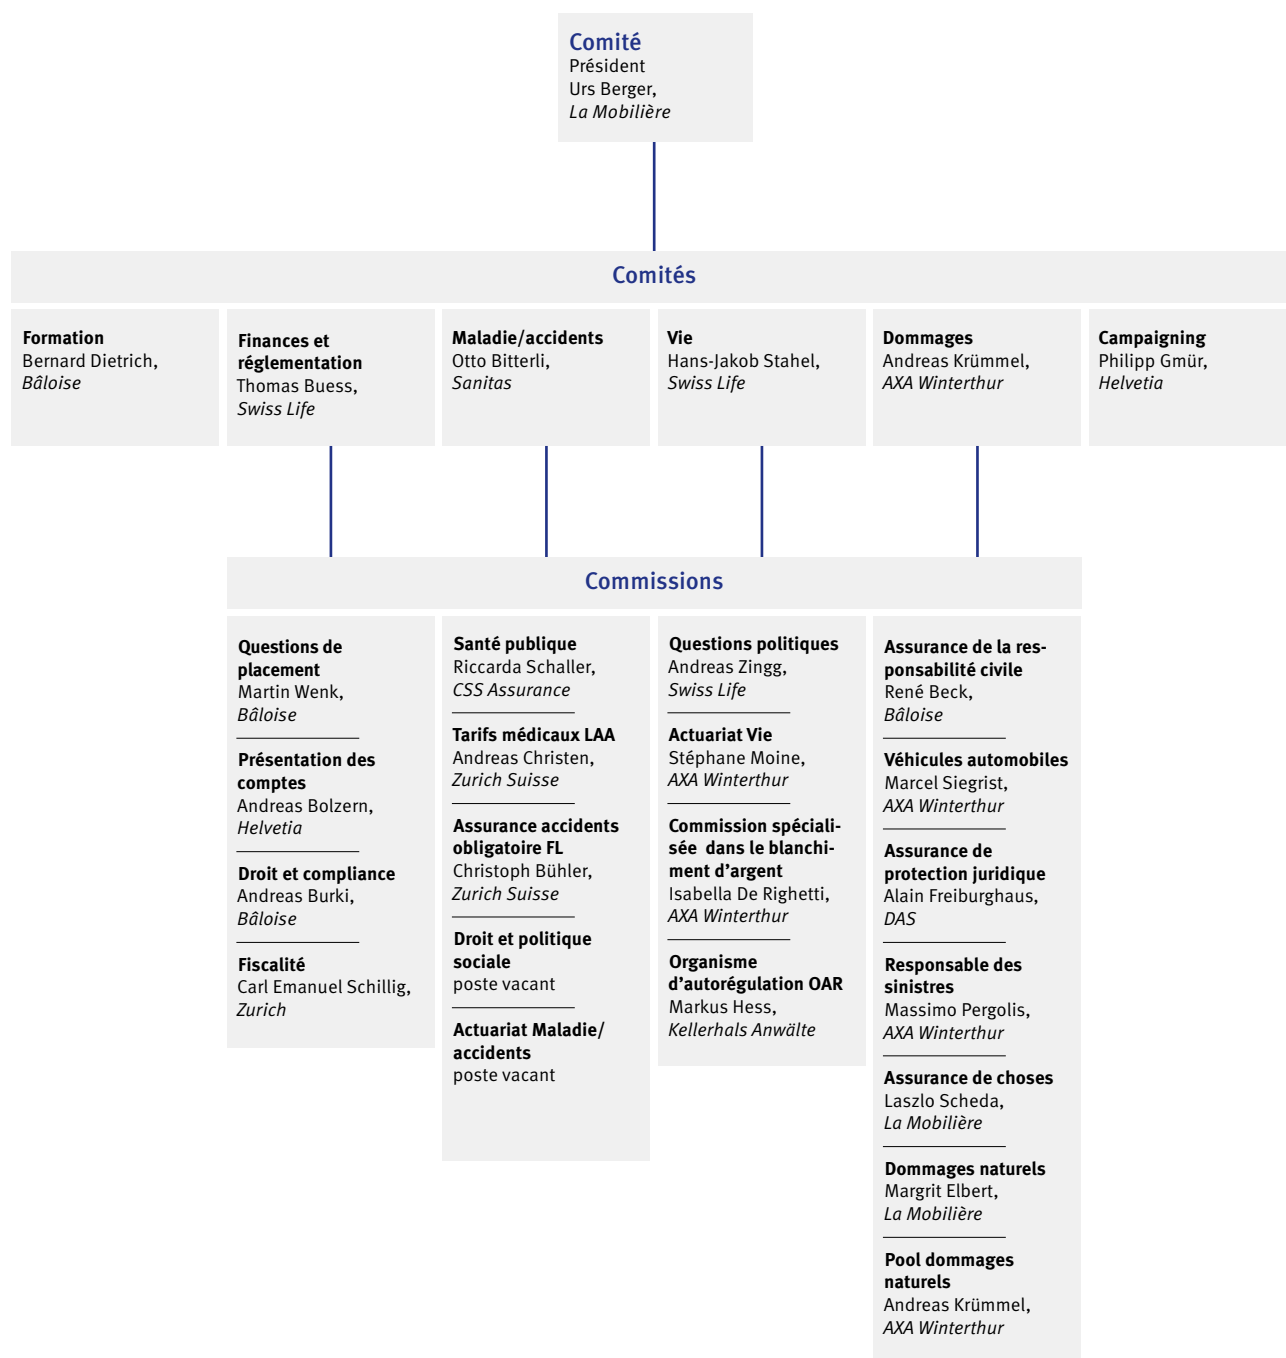 Comité
Président
Urs Berger,
La Mobilière
Comités
Formation
Bernard Dietrich,
Bâloise
Finances et
réglementation
Thomas Buess,
Swiss Life
Maladie/accidents
Otto Bitterli,
Sanitas
Vie
Hans-Jakob Stahel,
Swiss Life
Dommages
Andreas Krümmel,
AXA Winterthur
Campaigning
Philipp Gmür,
Helvetia
Commissions
Questions de
placement
Martin Wenk,
Bâloise
Présentation des
comptes
Andreas Bolzern,
Helvetia
Droit et compliance
Andreas Burki,
Bâloise
Fiscalité
Carl Emanuel Schillig,
Zurich
Santé publique
Riccarda Schaller,
CSS Assurance
Tarifs médicaux LAA
Andreas Christen,
Zurich Suisse
Assurance accidents
obligatoire FL
Christoph Bühler,
Zurich Suisse
Droit et politique
sociale
poste vacant
Actuariat Maladie/
accidents
poste vacant
Questions politiques
Andreas Zingg,
Swiss Life
Actuariat Vie
Stéphane Moine,
AXA Winterthur
Commission spéciali-
sée dans le blanchi-
ment d'argent
Isabella De Righetti,
AXA Winterthur
Organisme
d'autorégulation OAR
Markus Hess,
Kellerhals Anwälte
Assurance de la res-
ponsabilité civile
René Beck,
Bâloise
Véhicules automobiles
Marcel Siegrist,
AXA Winterthur
Assurance de
protection juridique
Alain Freiburghaus,
DAS
Responsable des
sinistres
Massimo Pergolis,
AXA Winterthur
Assurance de choses
Laszlo Scheda,
La Mobilière
Dommages naturels
Margrit Elbert,
La Mobilière
Pool dommages
naturels
Andreas Krümmel,
AXA Winterthur